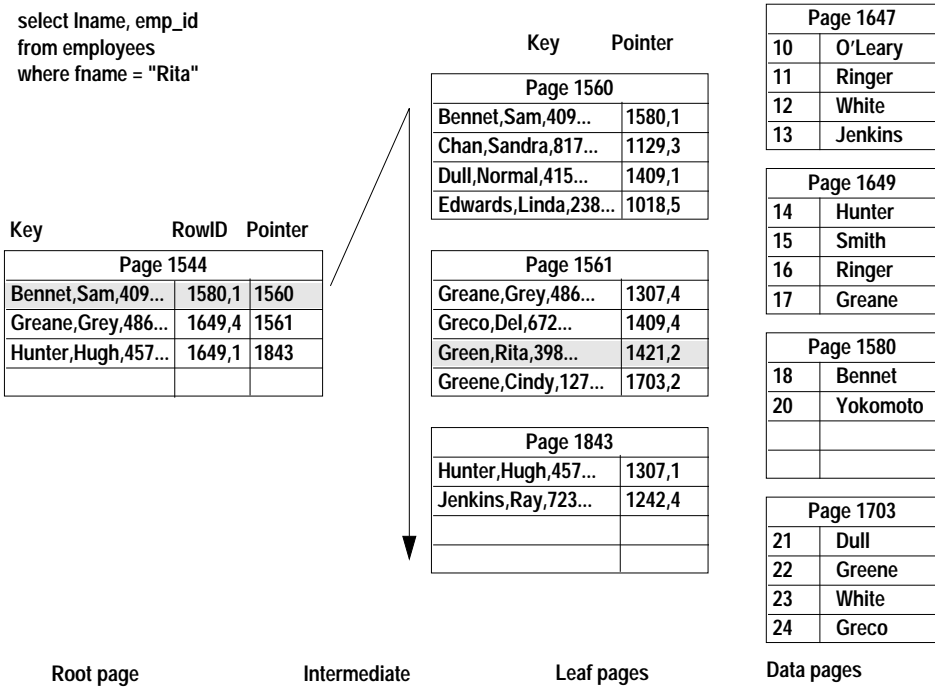 select lname, emp_id
from employees
where fname = "Rita"
Key RowID Pointer
Page 1544
Bennet,Sam,409... 1580,1 1560
Greane,Grey,486... 1649,4 1561
Hunter,Hugh,457... 1649,1 1843
Key Pointer
Page 1560
Bennet,Sam,409... 1580,1
Chan,Sandra,817... 1129,3
Dull,Normal,415... 1409,1
Edwards,Linda,238... 1018,5
Page 1561
Greane,Grey,486... 1307,4
Greco,Del,672... 1409,4
Green,Rita,398... 1421,2
Greene,Cindy,127... 1703,2
Page 1843
Hunter,Hugh,457... 1307,1
Jenkins,Ray,723... 1242,4
Page 1647
10 O'Leary
11 Ringer
12 White
13 Jenkins
Page 1649
14 Hunter
15 Smith
16 Ringer
17 Greane
Page 1580
18 Bennet
20 Yokomoto
Page 1703
21 Dull
22 Greene
23 White
24 Greco
Root page Intermediate Leaf pages Data pages